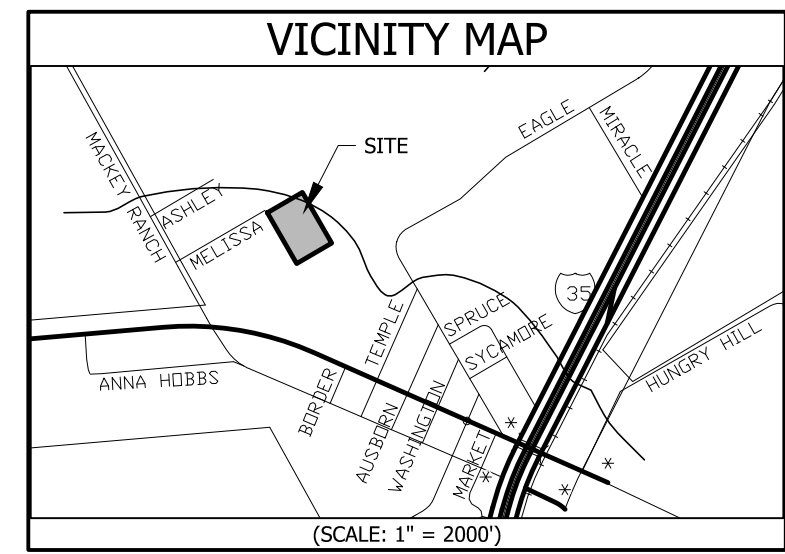 VICINITY MAP
EAGLE
MIRACLE
SITE
MACKEY RANCH
ASHLEY
MELISSA
35
TEMPLE
SPRUCE
SYCAMORE
HUNGRY HILL
ANNA HOBBS
BORDER
AUSBORN
WASHINGTON
MARKET
(SCALE: 1" = 2000')